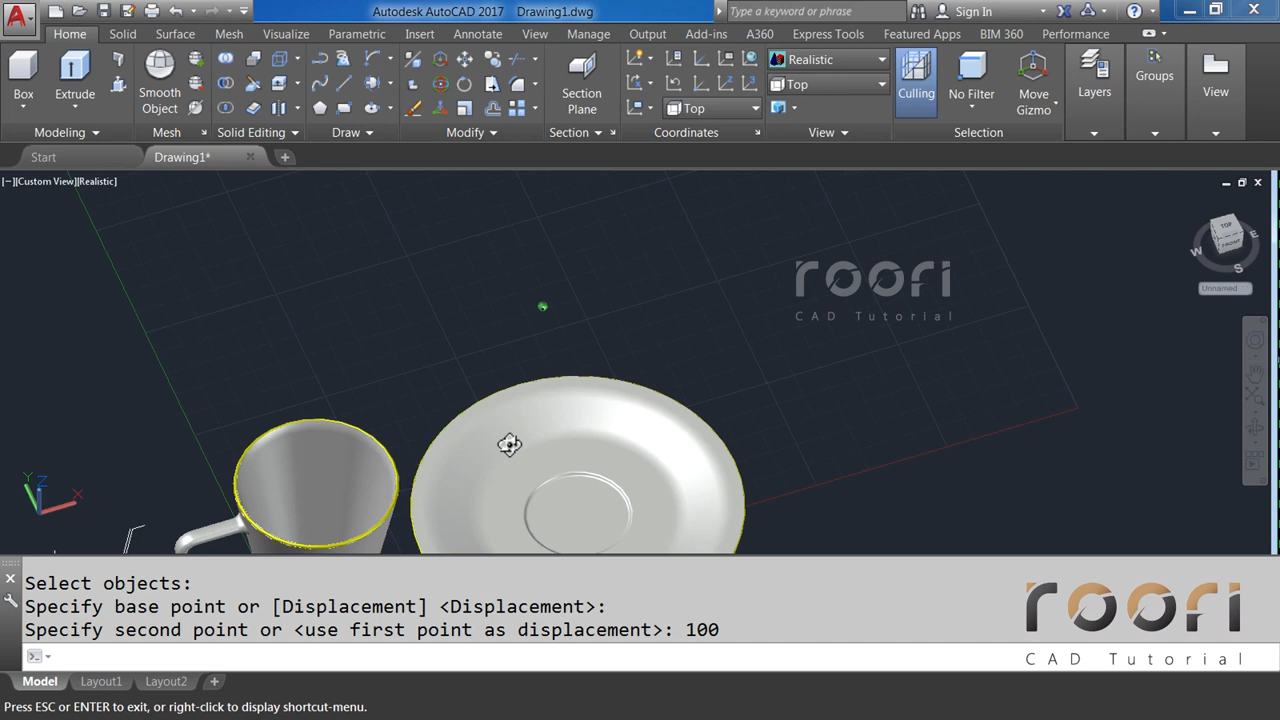 Autodesk AutoCAD 2017 Drawing1.dwg
Type a keyword or phrase
Sign In
Home Solid Surface Mesh Visualize Parametric Insert Annotate View Manage Output Add-ins A360 Express Tools Featured Apps BIM 360 Performance
Box
Extrude
Smooth
Object
Section
Plane
Realistic
Top
Top
Culling
No Filter
Move
Gizmo
Layers
Groups
View
Modeling Mesh Solid Editing Draw Modify Section Coordinates View Selection
Start Drawing1*
[−][Custom View][Realistic]
TOP
FRONT
W
E
S
Unnamed
roofi
CAD Tutorial
Y
Z
X
Select objects:
Specify base point or [Displacement] <Displacement>:
Specify second point or <use first point as displacement>: 100
roofi
CAD Tutorial
Model Layout1 Layout2
Press ESC or ENTER to exit, or right-click to display shortcut-menu.